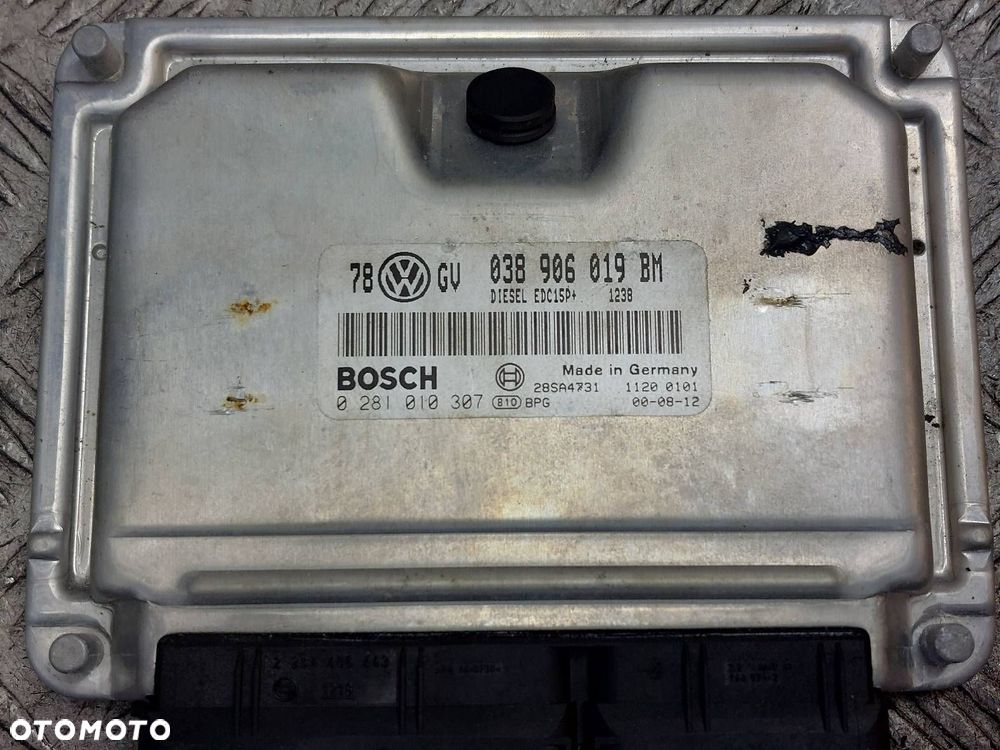 78 GV 038 906 019 BM
DIESEL EDC15P+ 1238
BOSCH Made in Germany
28SA4731 1120 0101
0 281 010 307 B10 BPG 00-08-12
OTOMOTO